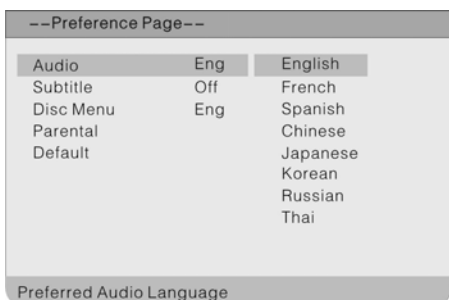 --Preference Page--
Audio Eng English
Subtitle Off French
Disc Menu Eng Spanish
Parental Chinese
Default Japanese
Korean
Russian
Thai
Preferred Audio Language